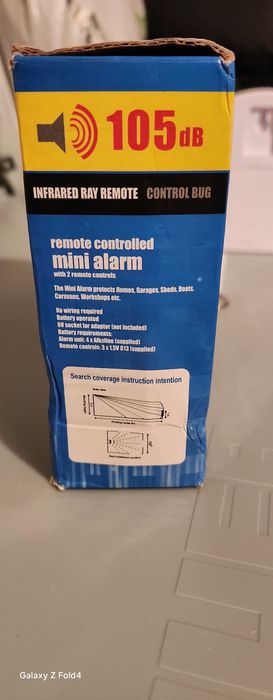 105dB
INFRARED RAY REMOTE CONTROL BUG
remote controlled
mini alarm
with 2 remote controls
The Mini Alarm protects Homes, Garages, Sheds, Boats,
Caravans, Workshops etc.
No wiring required
Battery operated
6V socket for adaptor (not included)
Battery requirements:
Alarm unit: 4 x Alkaline (supplied)
Remote controls: 3 x 1.5V G13 (supplied)
Search coverage instruction intention
Side view
Galaxy Z Fold4